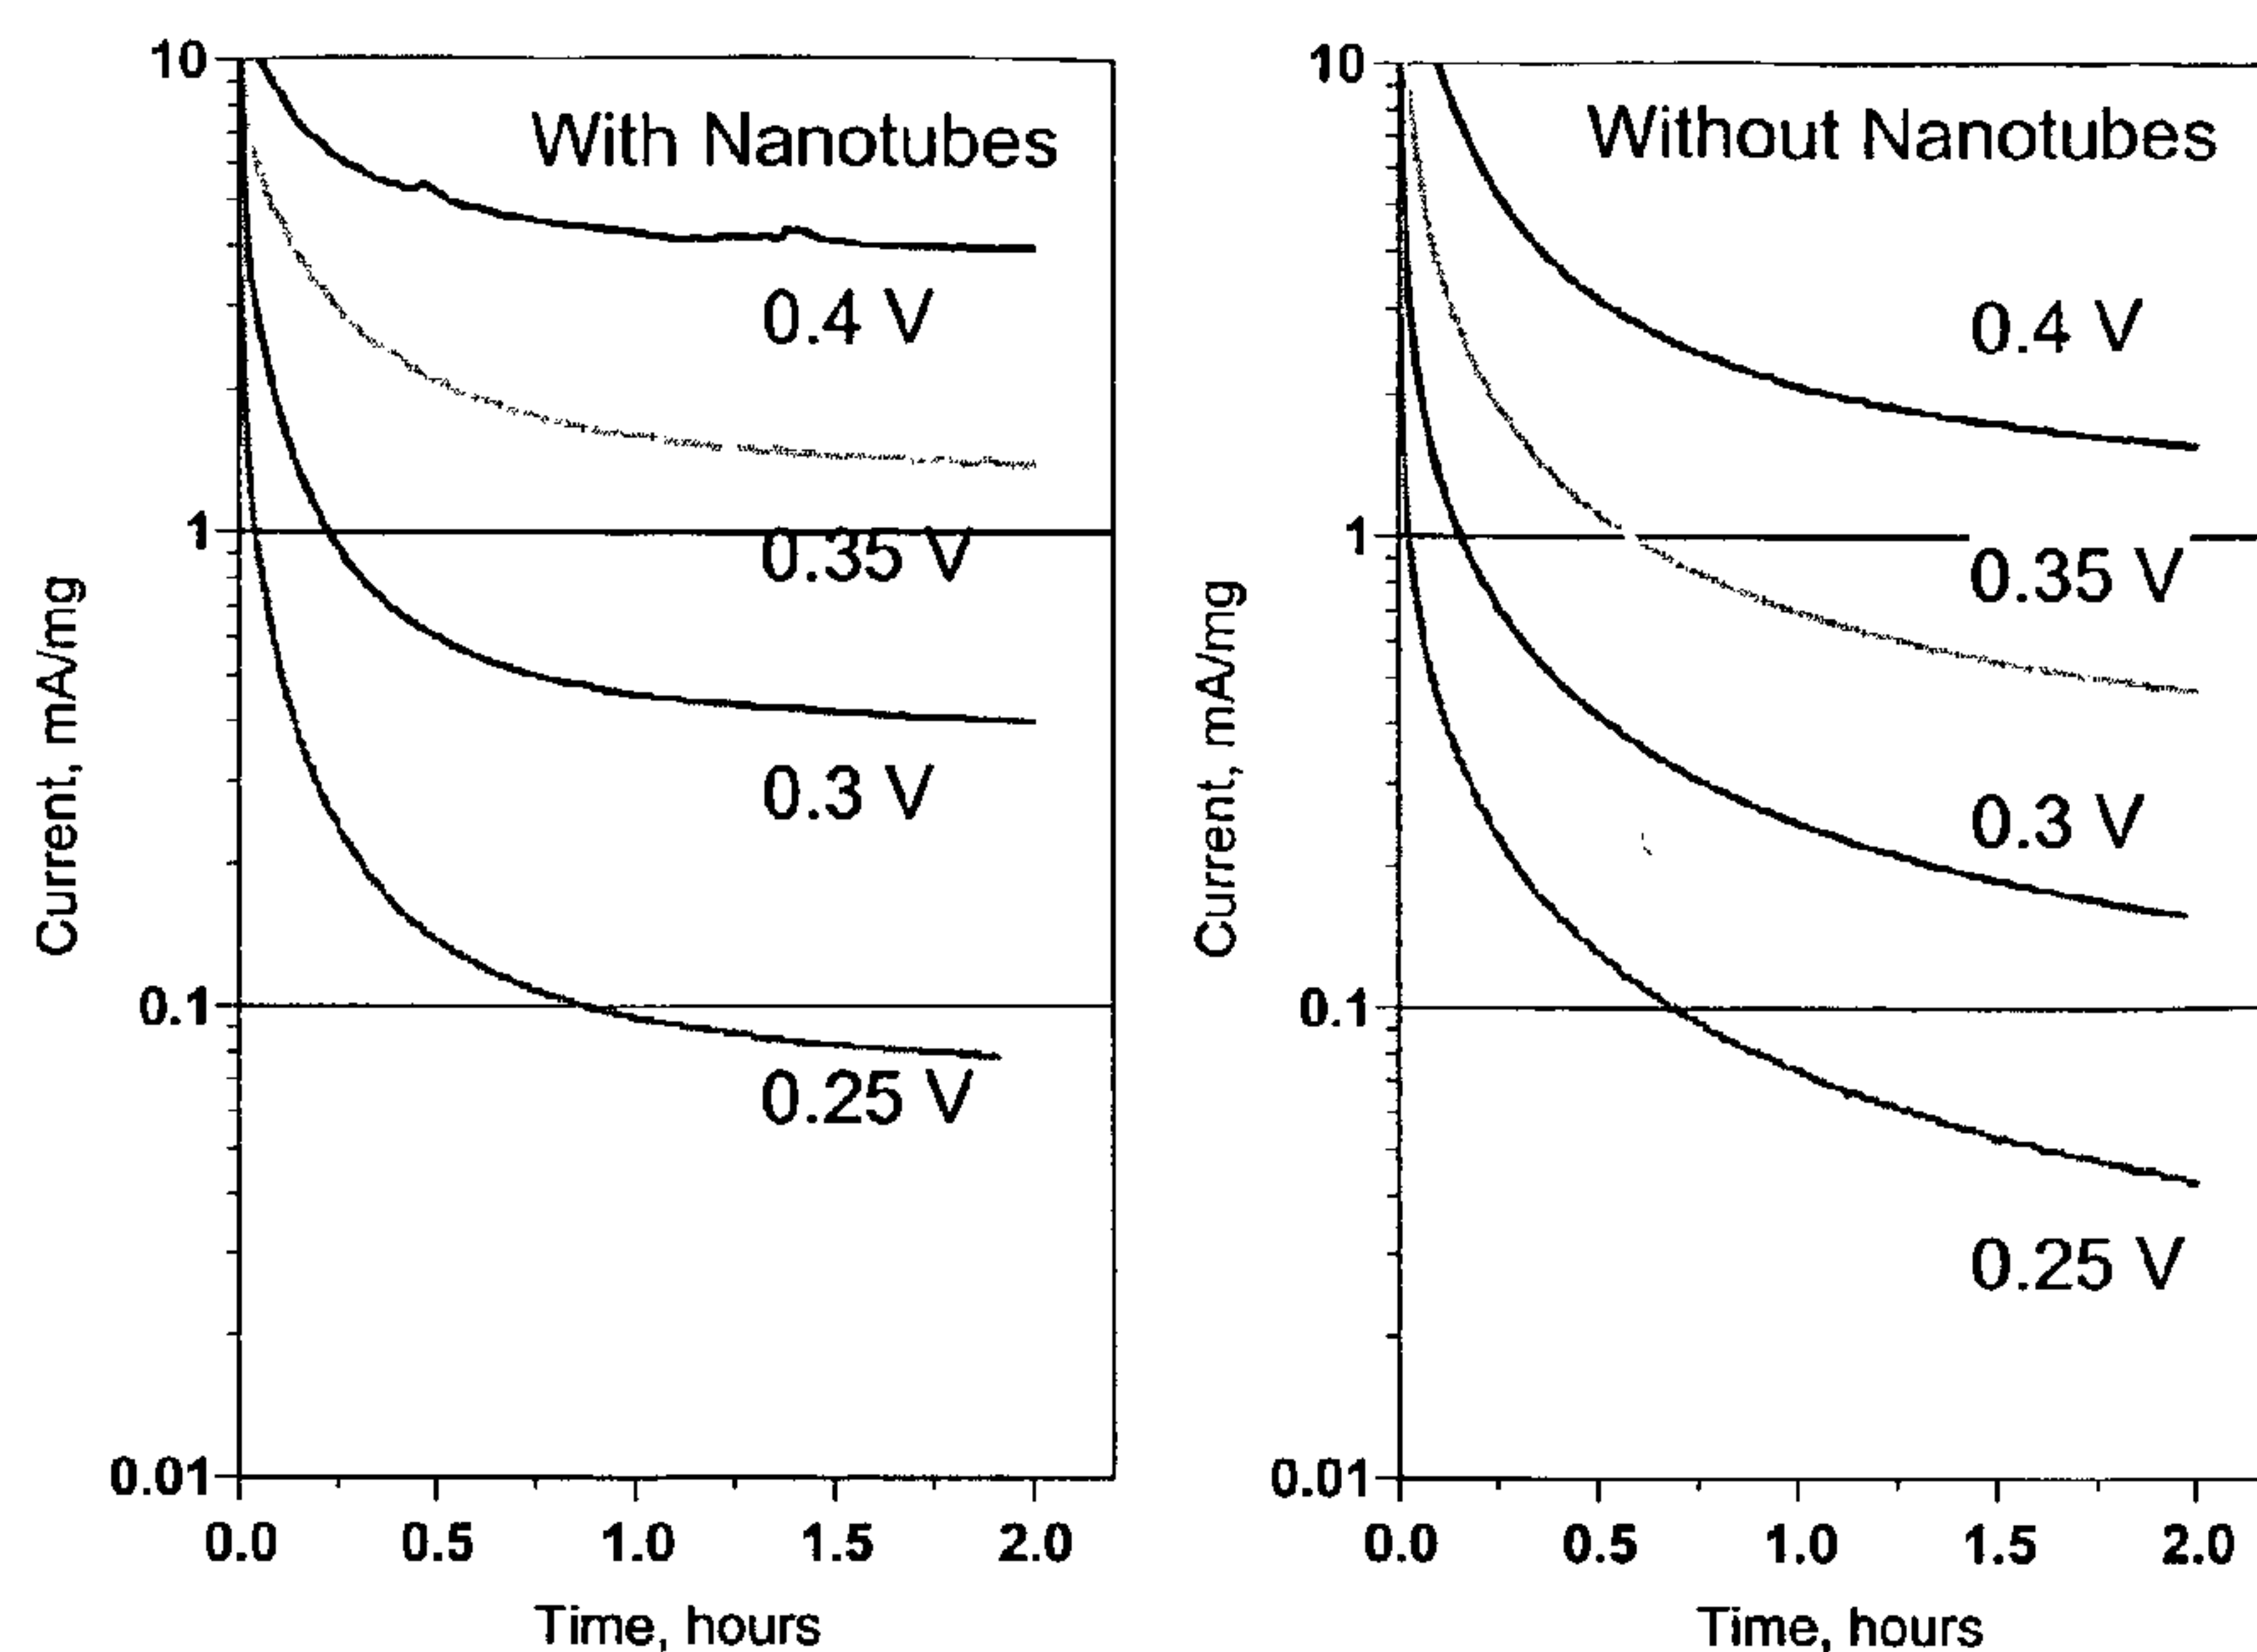 With Nanotubes
10
1
0.1
0.01
Current, mA/mg
0.4 V
0.35 V
0.3 V
0.25 V
0.0 0.5 1.0 1.5 2.0
Time, hours
Without Nanotubes
10
1
0.1
0.01
Current, mA/mg
0.4 V
0.35 V
0.3 V
0.25 V
0.0 0.5 1.0 1.5 2.0
Time, hours